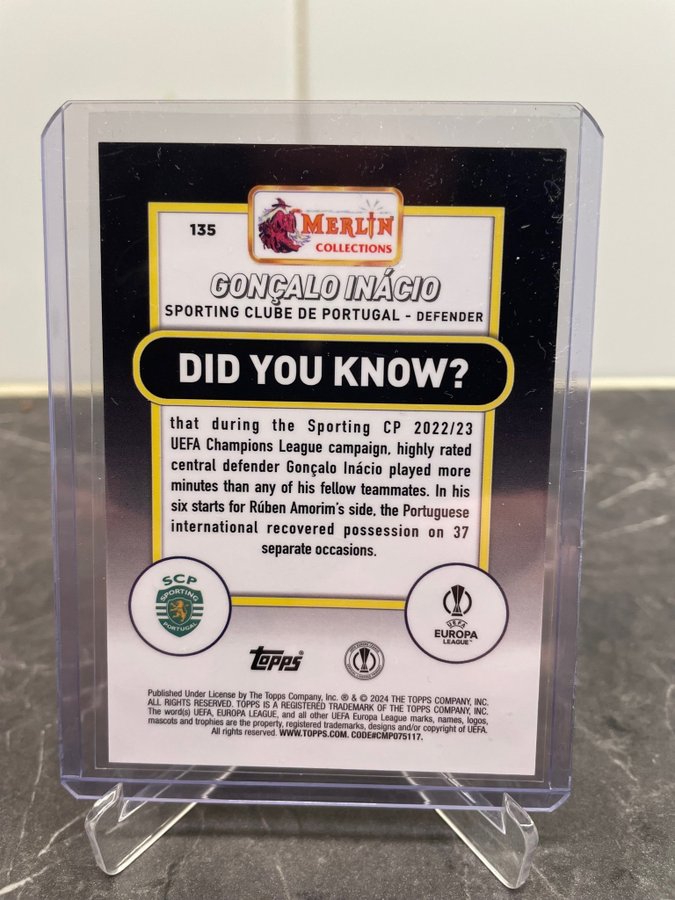 135
MERLIN
COLLECTIONS
GONÇALO INÁCIO
SPORTING CLUBE DE PORTUGAL - DEFENDER
DID YOU KNOW?
that during the Sporting CP 2022/23
UEFA Champions League campaign, highly rated
central defender Gonçalo Inácio played more
minutes than any of his fellow teammates. In his
six starts for Rúben Amorim's side, the Portuguese
international recovered possession on 37
separate occasions.
SCP
SPORTING
PORTUGAL
UEFA
EUROPA
LEAGUE™
topps®
Published Under License by The Topps Company, Inc. ® & © 2024 THE TOPPS COMPANY, INC.
ALL RIGHTS RESERVED. TOPPS IS A REGISTERED TRADEMARK OF THE TOPPS COMPANY, INC.
The word(s) UEFA, EUROPA LEAGUE, and all other UEFA Europa League marks, names, logos,
mascots and trophies are the property, registered trademarks, designs and/or copyright of UEFA.
All rights reserved. WWW.TOPPS.COM. CODE#CMP075117.